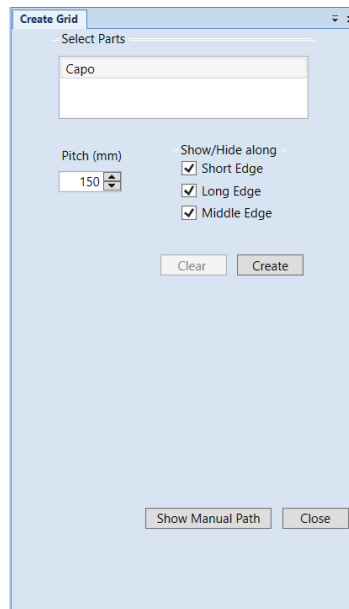 Create Grid
Select Parts
Capo
Pitch (mm)
150
Show/Hide along
Short Edge
Long Edge
Middle Edge
Clear
Create
Show Manual Path
Close